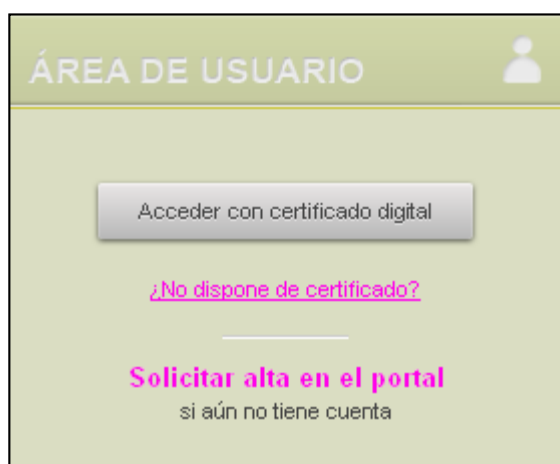 ÁREA DE USUARIO
Acceder con certificado digital
¿No dispone de certificado?
Solicitar alta en el portal
si aún no tiene cuenta